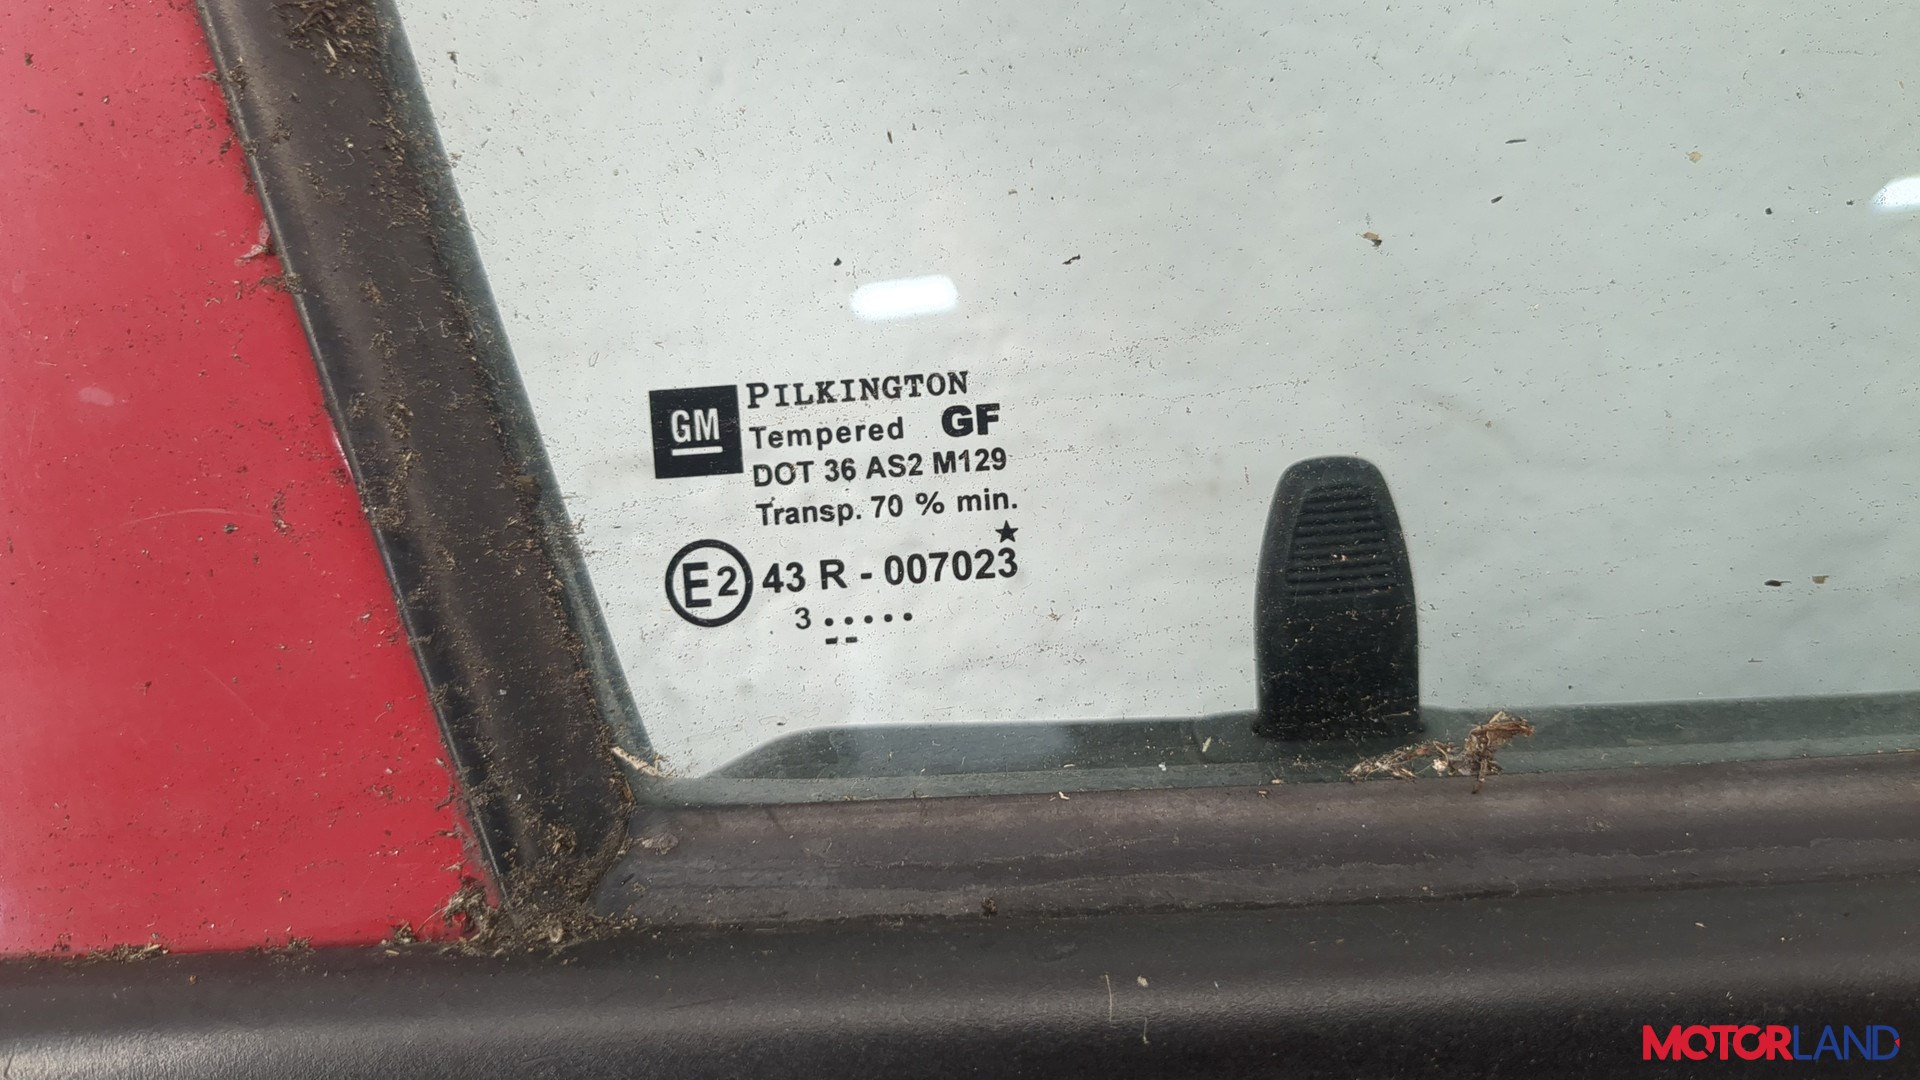 GM
PILKINGTON
Tempered GF
DOT 36 AS2 M129
Transp. 70 % min.
★
E2 43 R - 007023
3 .....
--
MOTORLAND